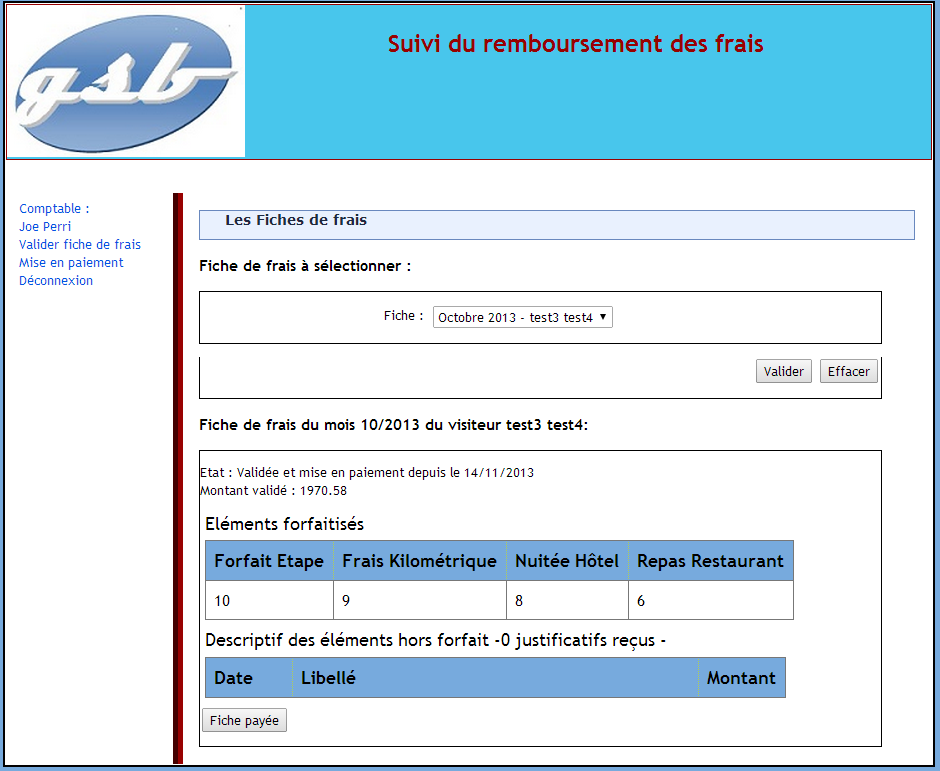 gsb
Suivi du remboursement des frais
Comptable :
Joe Perri
Valider fiche de frais
Mise en paiement
Déconnexion
Les Fiches de frais
Fiche de frais à sélectionner :
Fiche : Octobre 2013 - test3 test4
Valider Effacer
Fiche de frais du mois 10/2013 du visiteur test3 test4:
Etat : Validée et mise en paiement depuis le 14/11/2013
Montant validé : 1970.58
Eléments forfaitisés
Forfait Etape Frais Kilométrique Nuitée Hôtel Repas Restaurant
10 9 8 6
Descriptif des éléments hors forfait -0 justificatifs reçus -
Date Libellé Montant
Fiche payée